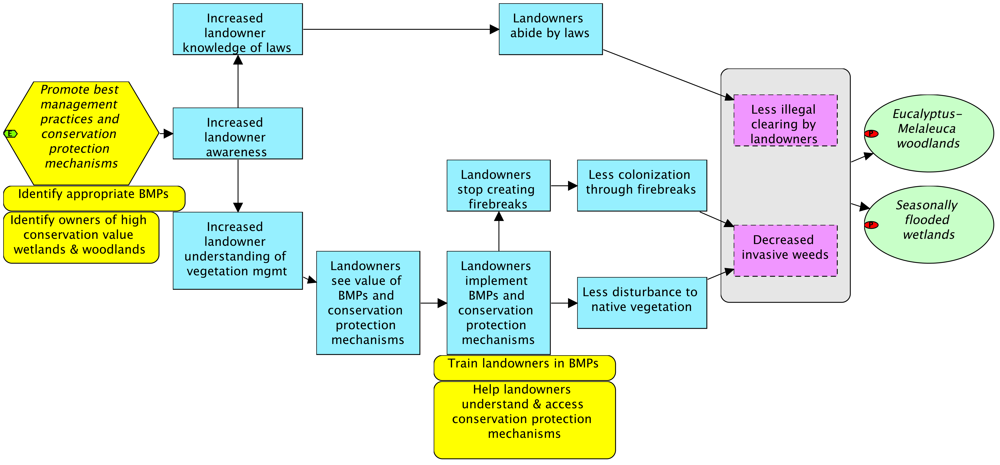 Increased
landowner
knowledge of laws
Landowners
abide by laws
Promote best
management
practices and
conservation
protection
mechanisms
E
Identify appropriate BMPs
Identify owners of high
conservation value
wetlands & woodlands
Increased
landowner
awareness
Increased
landowner
understanding of
vegetation mgmt
Landowners
see value of
BMPs and
conservation
protection
mechanisms
Landowners
stop creating
firebreaks
Less colonization
through firebreaks
Landowners
implement
BMPs and
conservation
protection
mechanisms
Train landowners in BMPs
Help landowners
understand & access
conservation protection
mechanisms
Less disturbance to
native vegetation
Less illegal
clearing by
landowners
Decreased
invasive weeds
Eucalyptus-
Melaleuca
woodlands
P
Seasonally
flooded
wetlands
P